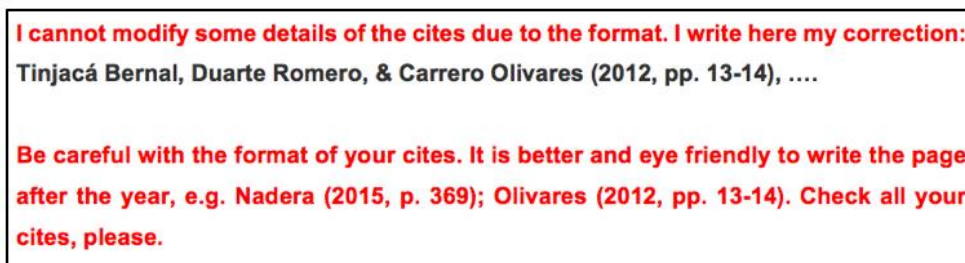 I cannot modify some details of the cites due to the format. I write here my correction:
Tinjacá Bernal, Duarte Romero, & Carrero Olivares (2012, pp. 13-14), ....
Be careful with the format of your cites. It is better and eye friendly to write the page
after the year, e.g. Nadera (2015, p. 369); Olivares (2012, pp. 13-14). Check all your
cites, please.